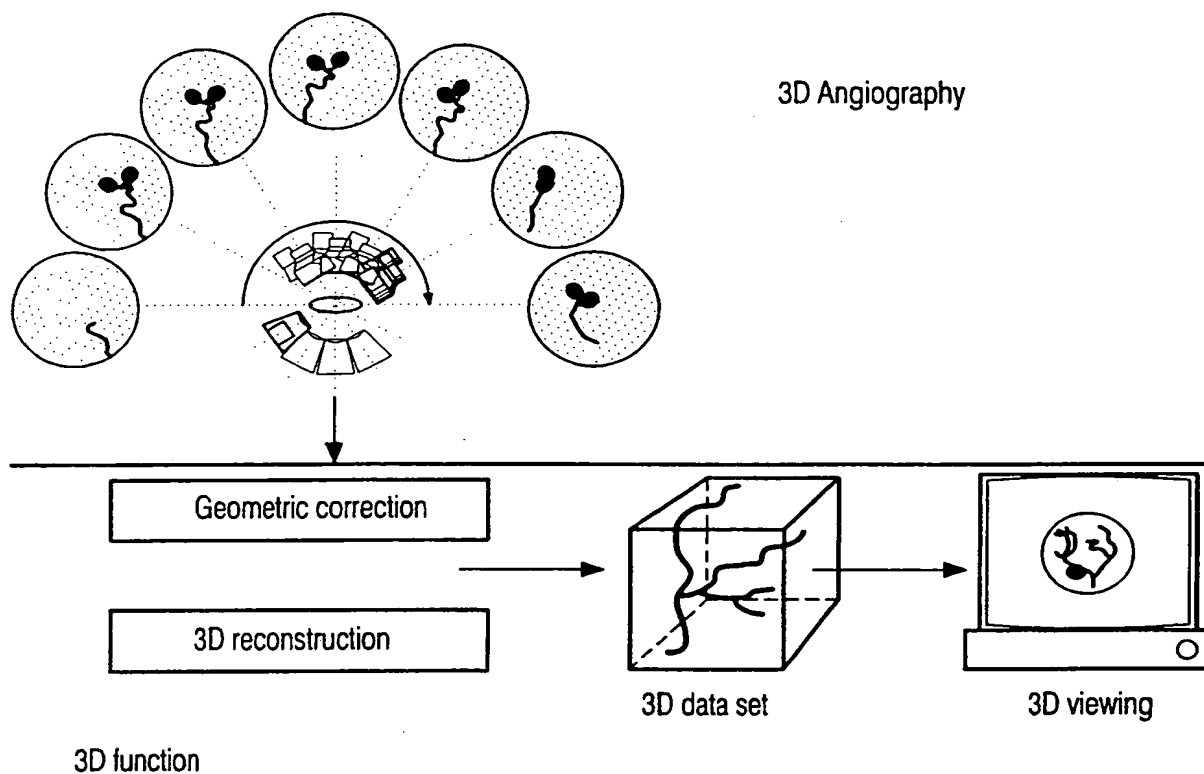 3D Angiography
Geometric correction
3D reconstruction
3D data set
3D viewing
3D function